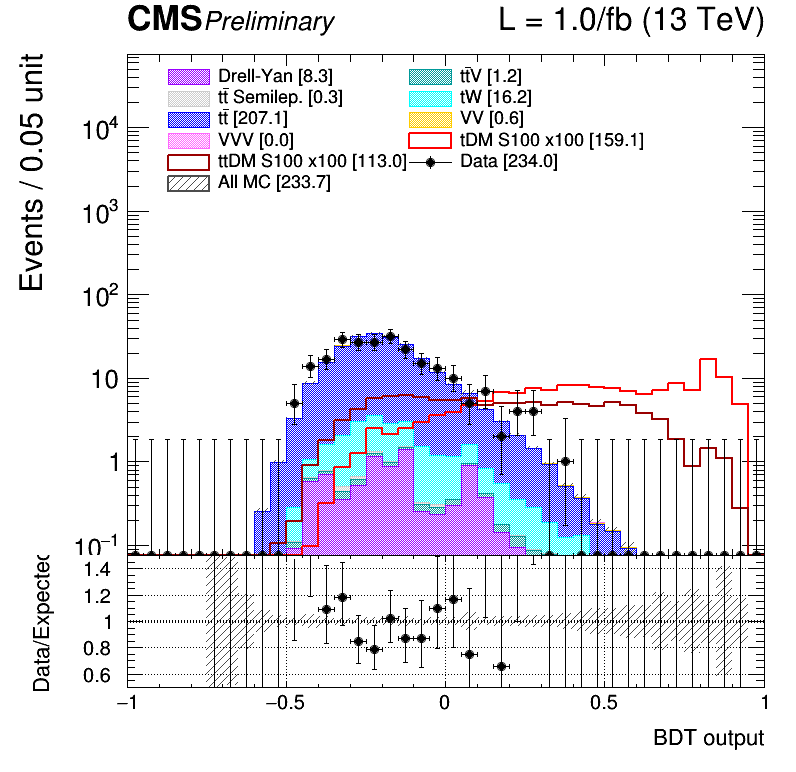 CMS Preliminary L = 1.0/fb (13 TeV)
Events / 0.05 unit
Drell-Yan [8.3] tt̄V [1.2]
tt̄ Semilep. [0.3] tW [16.2]
tt̄ [207.1] VV [0.6]
VVV [0.0] tDM S100 x100 [159.1]
ttDM S100 x100 [113.0] Data [234.0]
All MC [233.7]
10⁴
10³
10²
10
1
10⁻¹
Data/Expected
1.4
1.2
1
0.8
0.6
−1 −0.5 0 0.5 1
BDT output